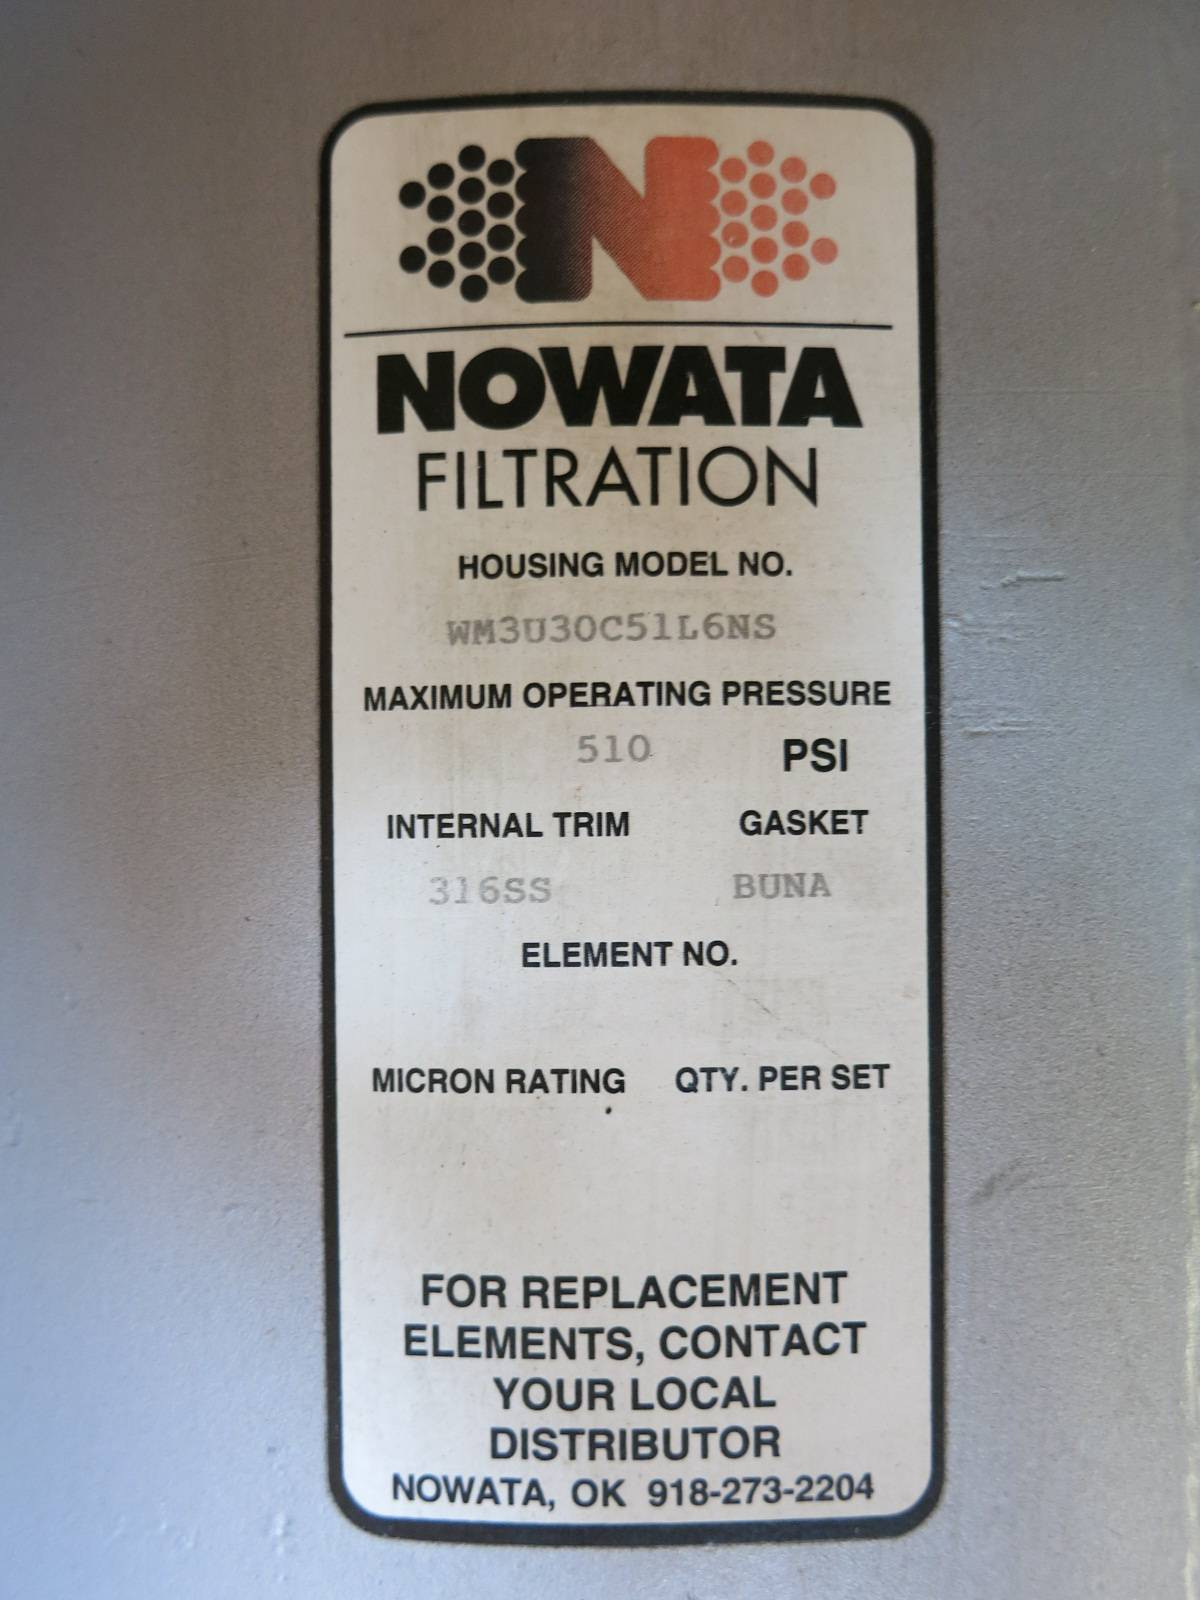 N
NOWATA
FILTRATION
HOUSING MODEL NO.
WM3U30C51L6NS
MAXIMUM OPERATING PRESSURE
510 PSI
INTERNAL TRIM GASKET
316SS BUNA
ELEMENT NO.
MICRON RATING QTY. PER SET
FOR REPLACEMENT
ELEMENTS, CONTACT
YOUR LOCAL
DISTRIBUTOR
NOWATA, OK 918-273-2204